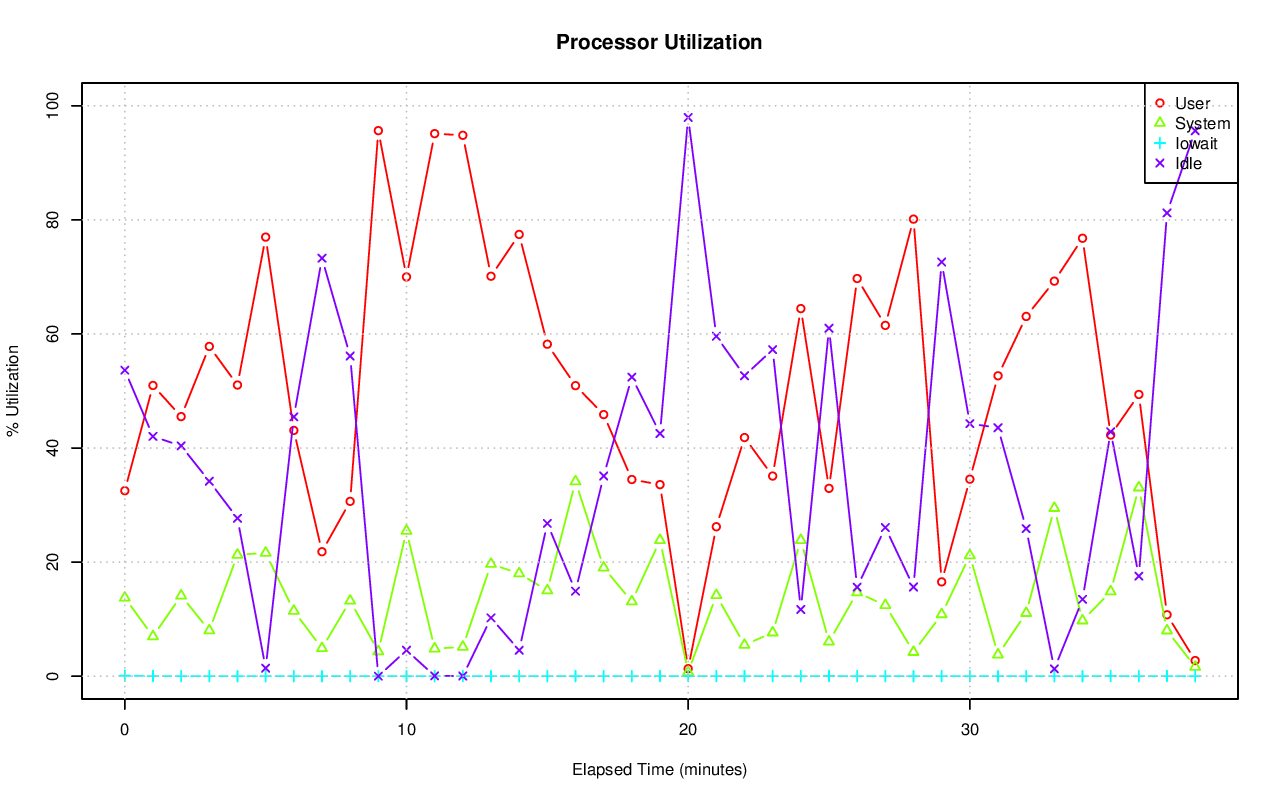 Processor Utilization
100
80
60
40
20
0
% Utilization
User
System
Iowait
Idle
0 10 20 30
Elapsed Time (minutes)